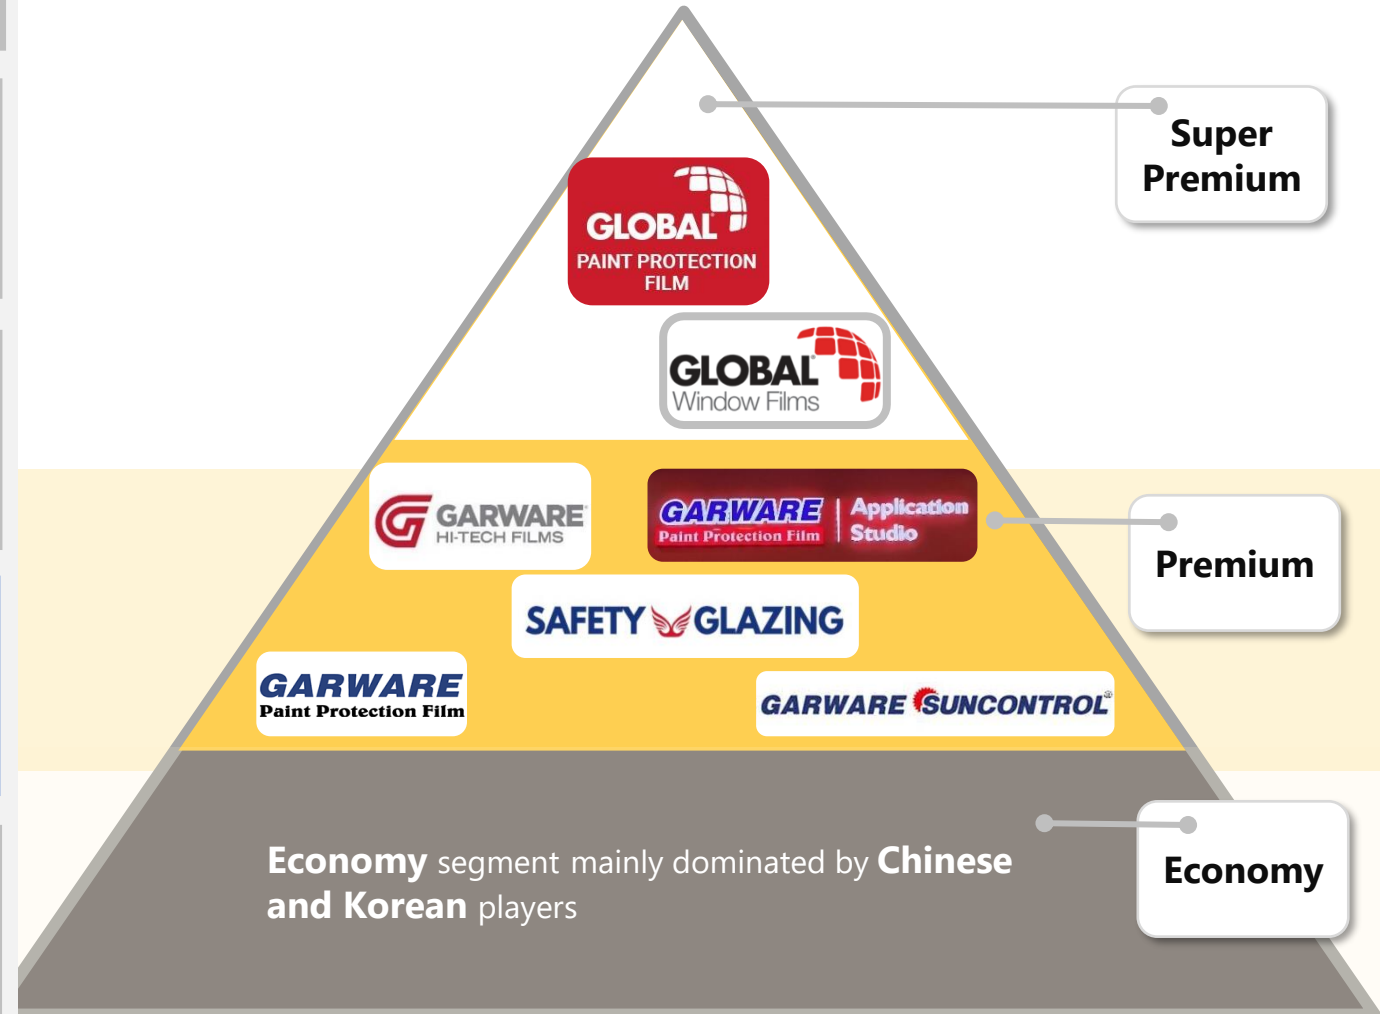 Super
Premium
GLOBAL
PAINT PROTECTION
FILM
GLOBAL
Window Films
GARWARE
HI-TECH FILMS
GARWARE
Paint Protection Film
Application
Studio
Premium
SAFETY GLAZING
GARWARE
Paint Protection Film
GARWARE SUNCONTROL®
Economy segment mainly dominated by Chinese
and Korean players
Economy